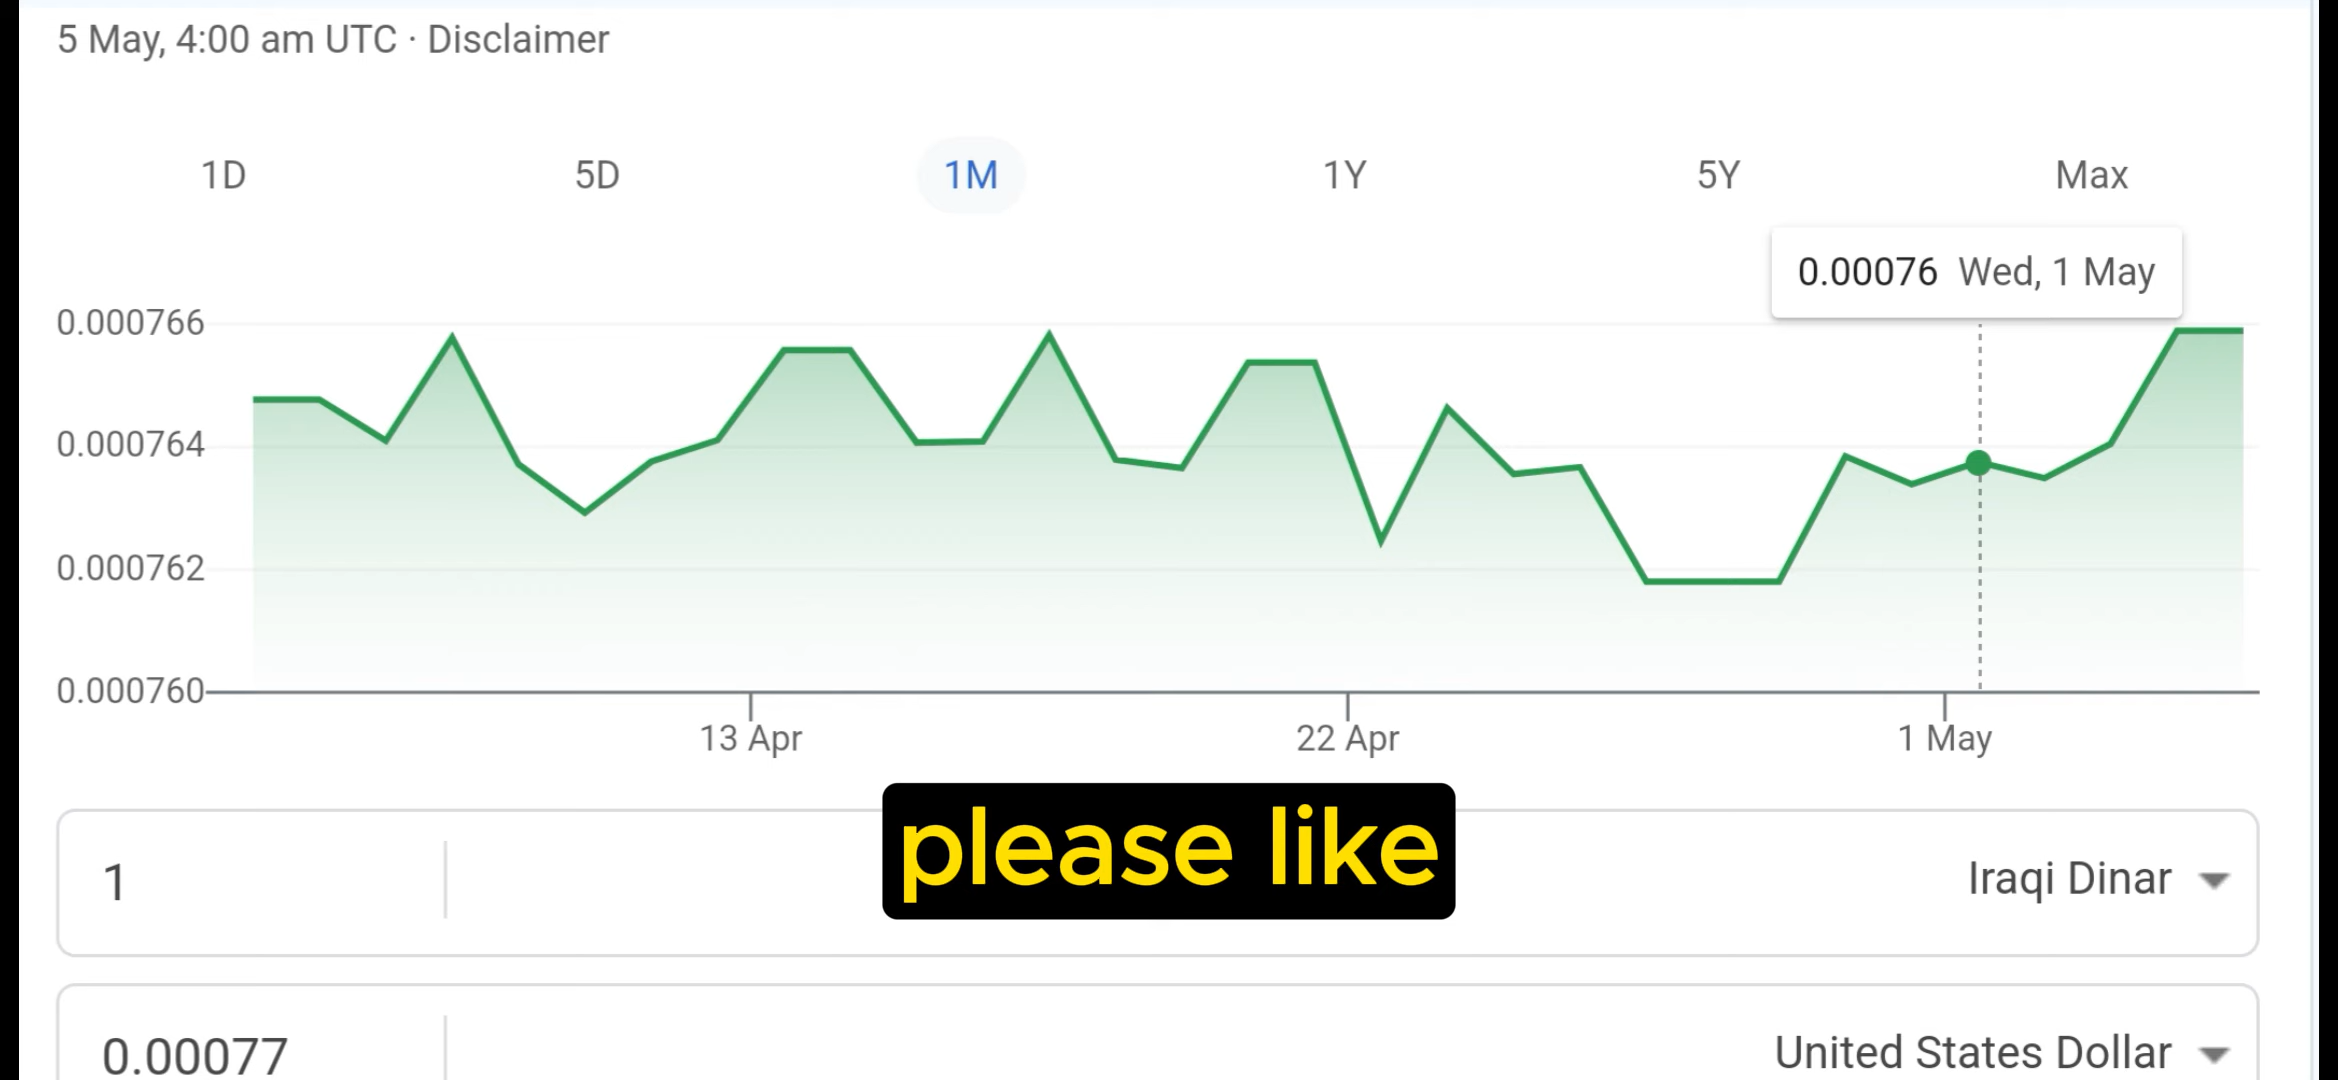 5 May, 4:00 am UTC · Disclaimer
1D 5D 1M 1Y 5Y Max
0.00076 Wed, 1 May
0.000766
0.000764
0.000762
0.000760
13 Apr 22 Apr 1 May
please like
1 Iraqi Dinar
0.00077 United States Dollar